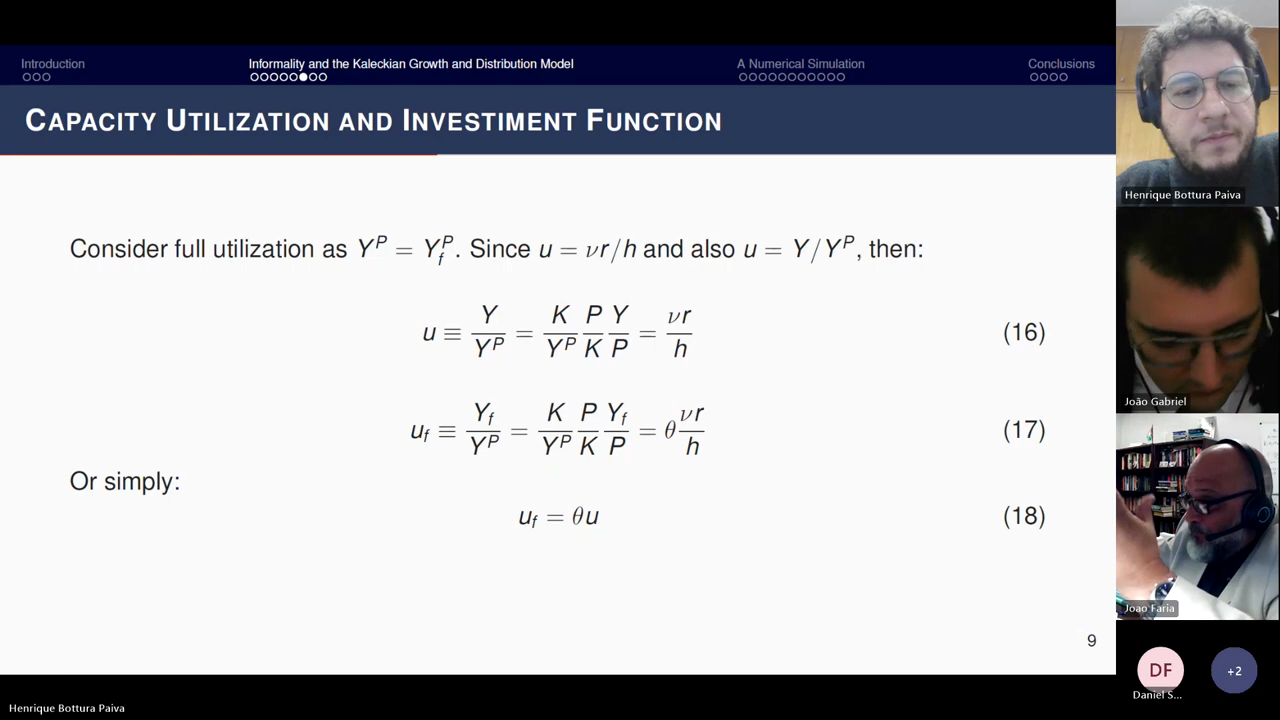 Introduction
Informality and the Kaleckian Growth and Distribution Model
A Numerical Simulation
Conclusions
CAPACITY UTILIZATION AND INVESTIMENT FUNCTION
Consider full utilization as Y^P = Y_f^P. Since u = νr/h and also u = Y/Y^P, then:
u ≡ Y/Y^P = K/Y^P P/K Y/P = νr/h (16)
u_f ≡ Y_f/Y^P = K/Y^P P/K Y_f/P = θ νr/h (17)
Or simply:
u_f = θu (18)
9
Henrique Bottura Paiva
João Gabriel
Joao Faria
DF
Daniel S...
+2
Henrique Bottura Paiva